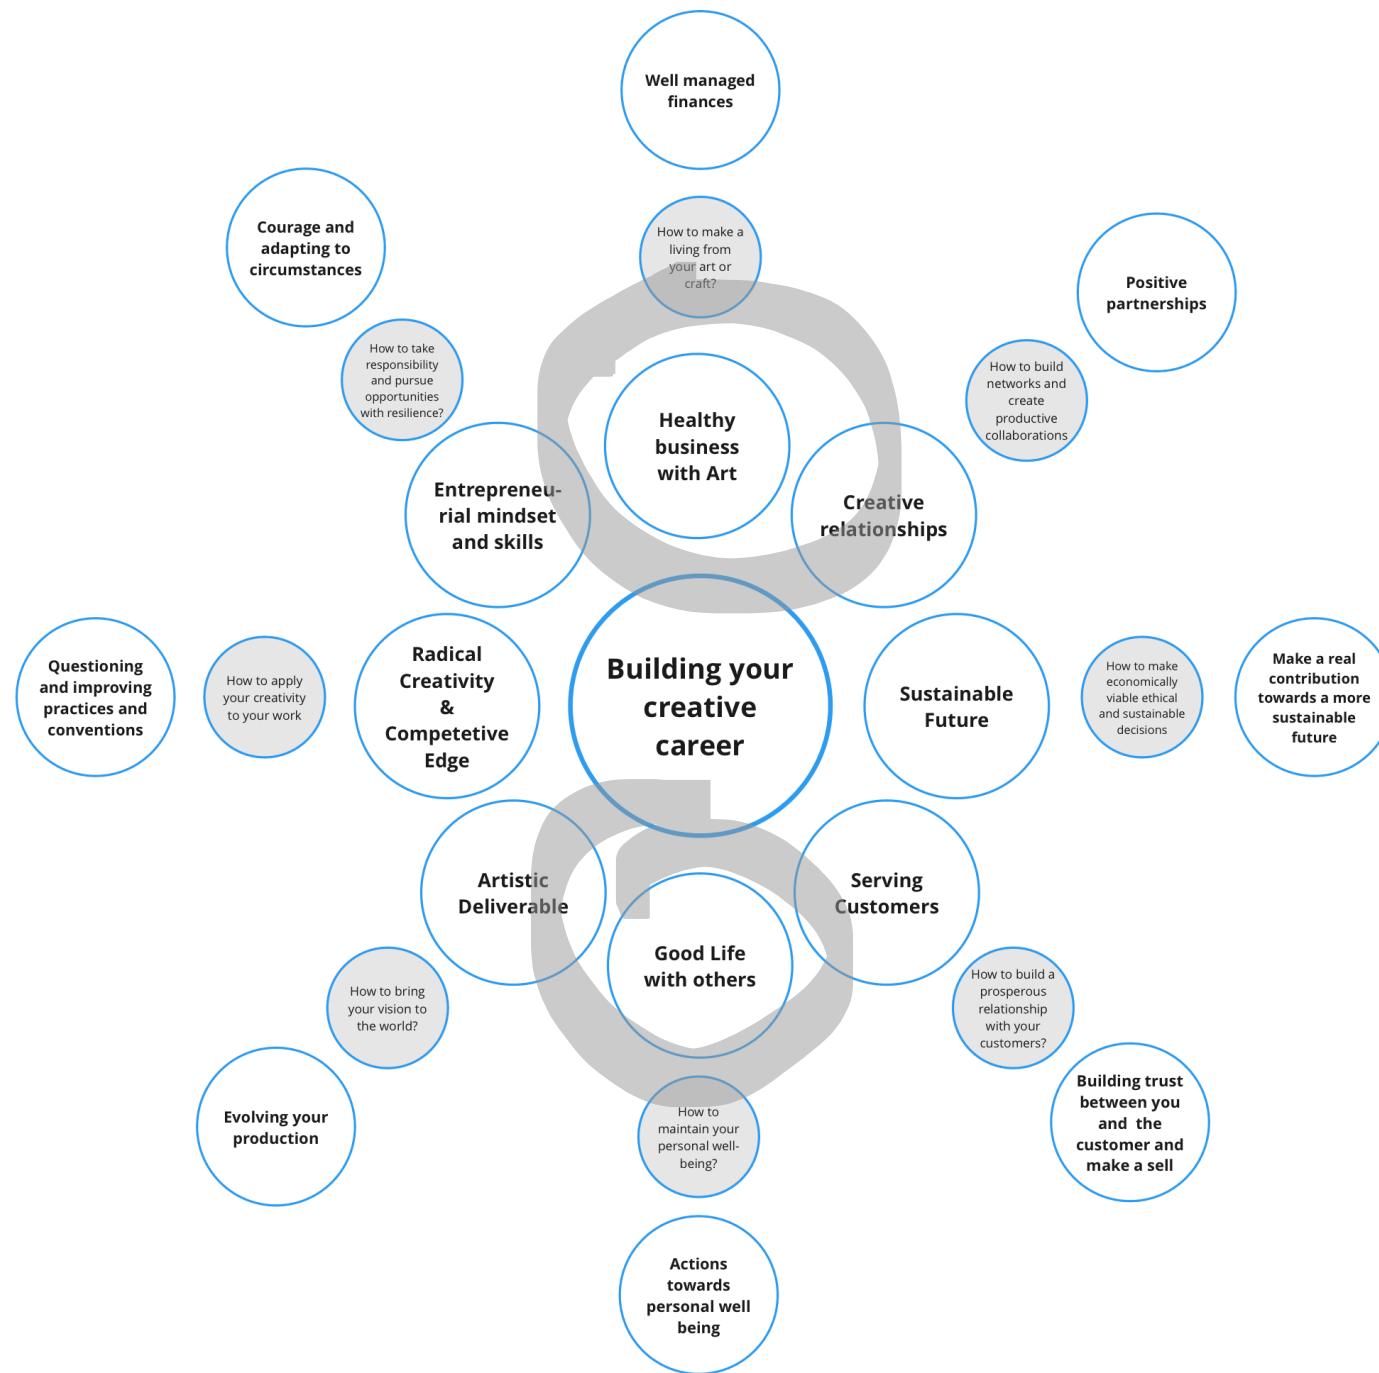 Well managed
finances
How to make a
living from
your art or
craft?
Courage and
adapting to
circumstances
Positive
partnerships
How to take
responsibility
and pursue
opportunities
with resilience?
How to build
networks and
create
productive
collaborations
Healthy
business
with Art
Entrepreneu-
rial mindset
and skills
Creative
relationships
Questioning
and improving
practices and
conventions
How to apply
your creativity
to your work
Radical
Creativity
&
Competetive
Edge
Building your
creative
career
Sustainable
Future
How to make
economically
viable ethical
and sustainable
decisions
Make a real
contribution
towards a more
sustainable
future
Artistic
Deliverable
Serving
Customers
Good Life
with others
How to bring
your vision to
the world?
How to build a
prosperous
relationship
with your
customers?
Evolving your
production
How to
maintain your
personal well-
being?
Building trust
between you
and the
customer and
make a sell
Actions
towards
personal well
being